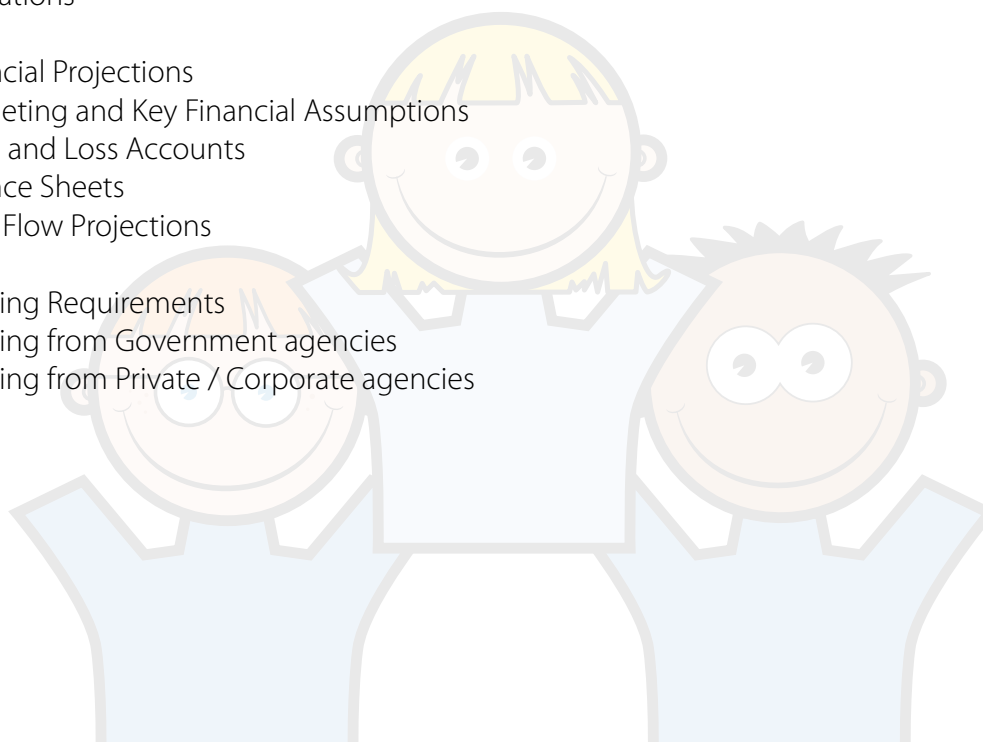 ncial Projections
eting and Key Financial Assumptions
and Loss Accounts
nce Sheets
Flow Projections
ing Requirements
ing from Government agencies
ing from Private / Corporate agencies